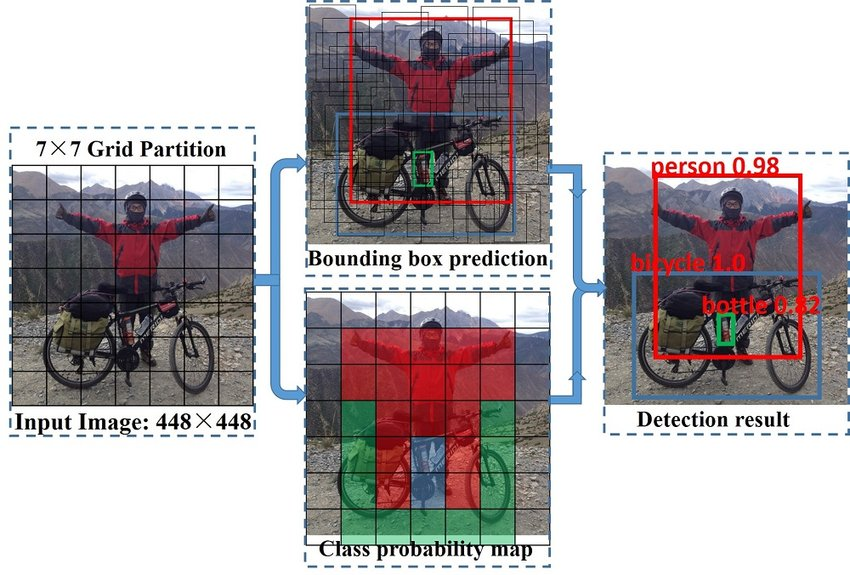 7×7 Grid Partition
Input Image: 448×448
Bounding box prediction
Class probability map
person 0.98
bicycle 1.0
bottle 0.82
Detection result